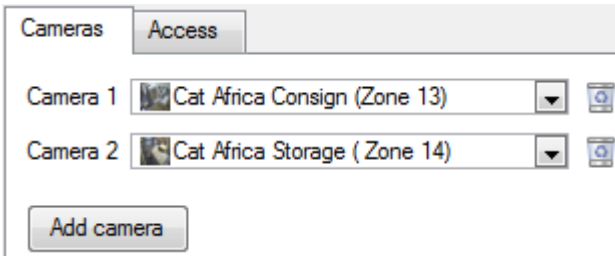 Cameras Access
Camera 1 Cat Africa Consign (Zone 13)
Camera 2 Cat Africa Storage ( Zone 14)
Add camera